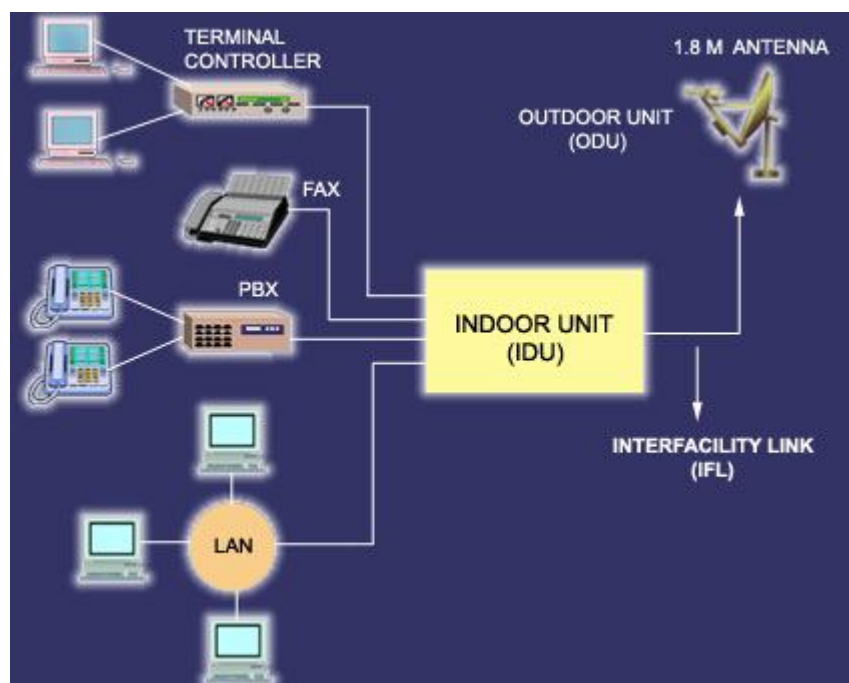 TERMINAL
CONTROLLER
1.8 M ANTENNA
OUTDOOR UNIT
(ODU)
FAX
PBX
INDOOR UNIT
(IDU)
INTERFACILITY LINK
(IFL)
LAN